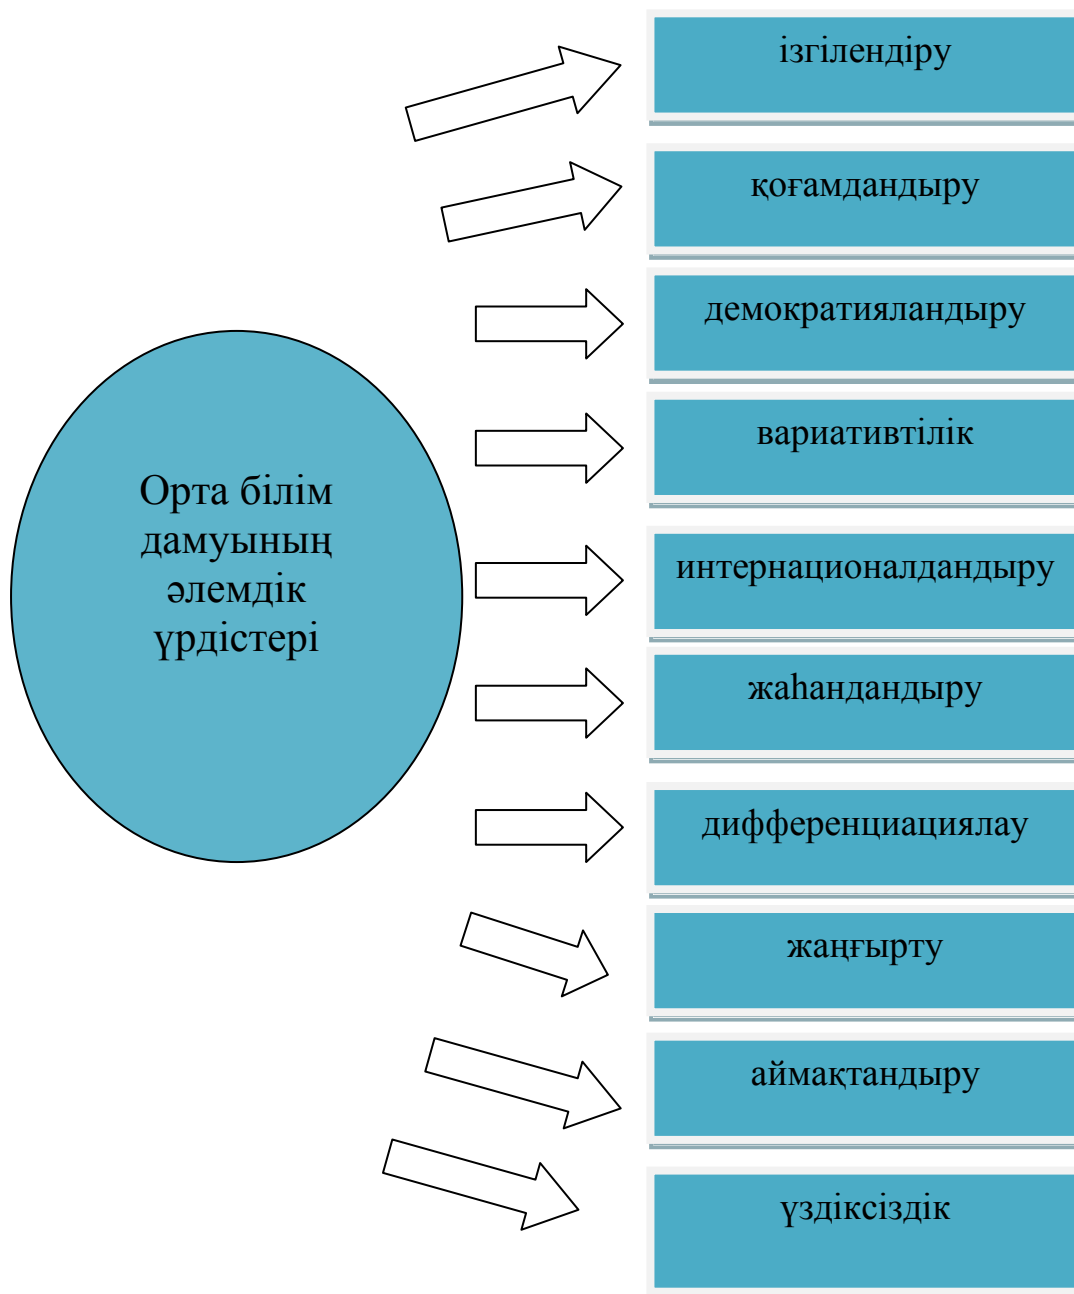 ізгілендіру
қоғамдандыру
демократияландыру
вариативтілік
Орта білім
дамуының
әлемдік
үрдістері
интернационалдандыру
жаһандандыру
дифференциациялау
жаңғырту
аймақтандыру
үздіксіздік